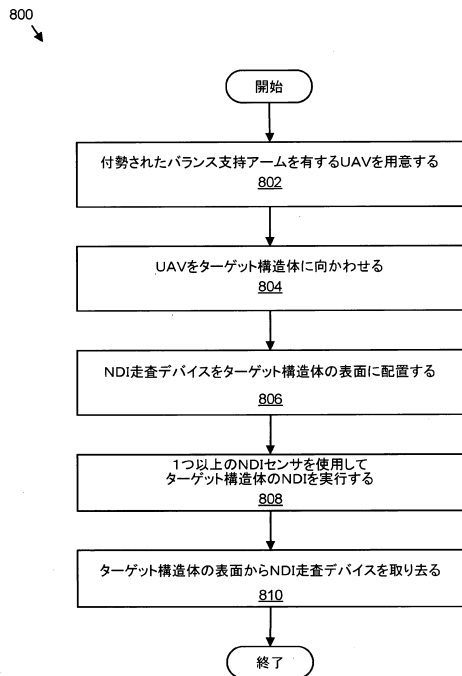 800
開始
付勢されたバランス支持アームを有するUAVを用意する
802
UAVをターゲット構造体に向かわせる
804
NDI走査デバイスをターゲット構造体の表面に配置する
806
1つ以上のNDIセンサを使用して
ターゲット構造体のNDIを実行する
808
ターゲット構造体の表面からNDI走査デバイスを取り去る
810
終了